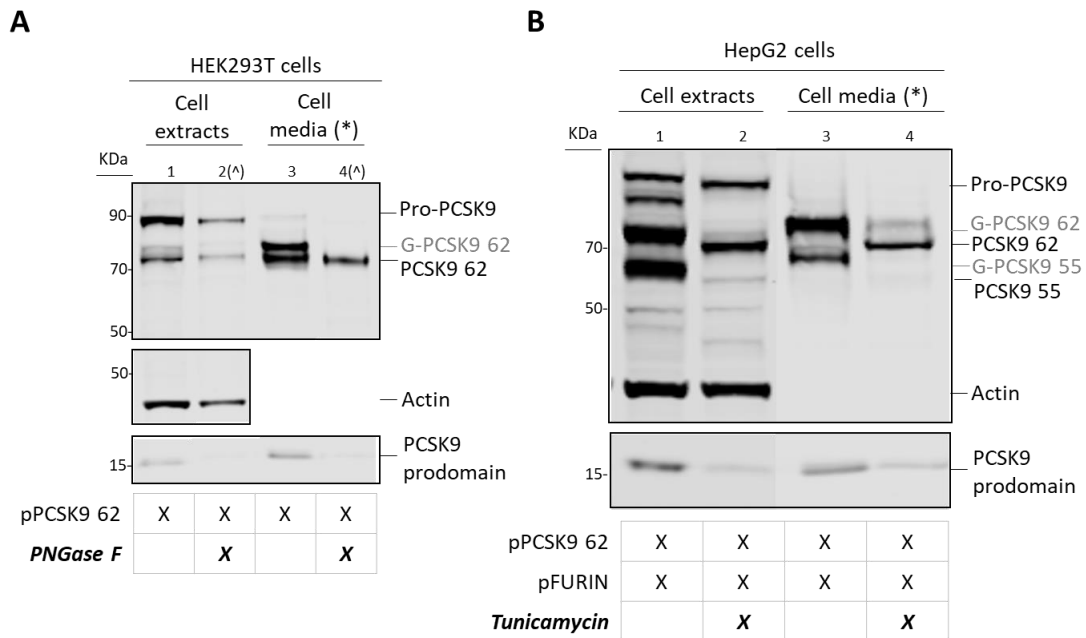 A
HEK293T cells
Cell extracts
Cell media (*)
KDa
1 2(^) 3 4(^)
90-
70-
50-
Pro-PCSK9
G-PCSK9 62
PCSK9 62
50-
Actin
15-
PCSK9 prodomain
pPCSK9 62 X X X X
PNGase F X X
B
HepG2 cells
Cell extracts
Cell media (*)
KDa
1 2 3 4
70-
50-
Pro-PCSK9
G-PCSK9 62
PCSK9 62
G-PCSK9 55
PCSK9 55
Actin
15-
PCSK9 prodomain
pPCSK9 62 X X X X
pFURIN X X X X
Tunicamycin X X